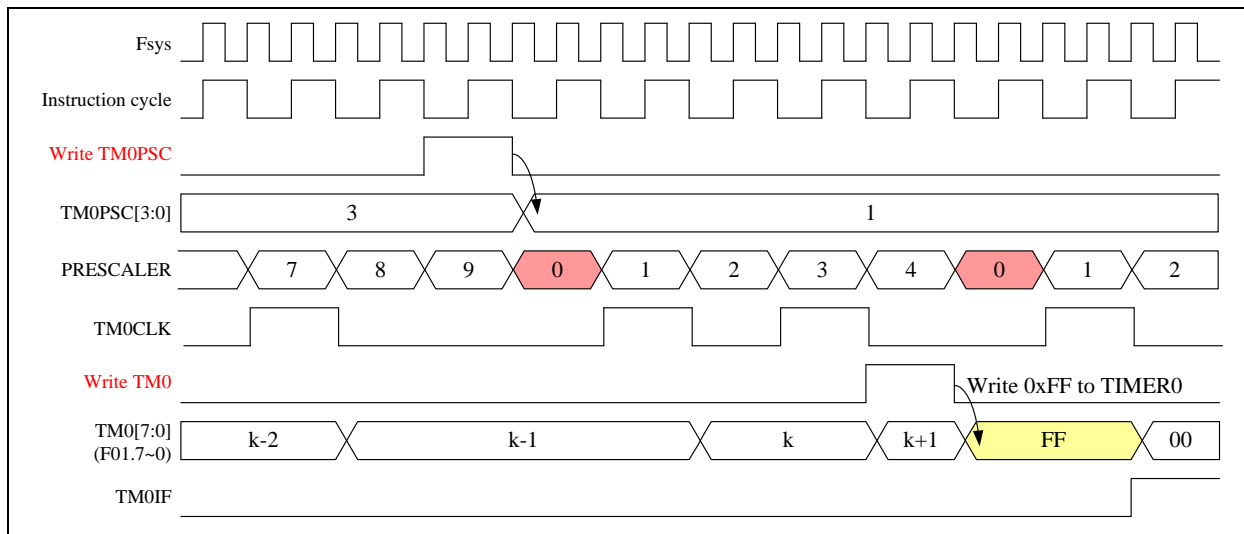 Fsys
Instruction cycle
Write TM0PSC
TM0PSC[3:0] 3 1
PRESCALER 7 8 9 0 1 2 3 4 0 1 2
TM0CLK
Write TM0 Write 0xFF to TIMER0
TM0[7:0] k-2 k-1 k k+1 FF 00
(F01.7~0)
TM0IF